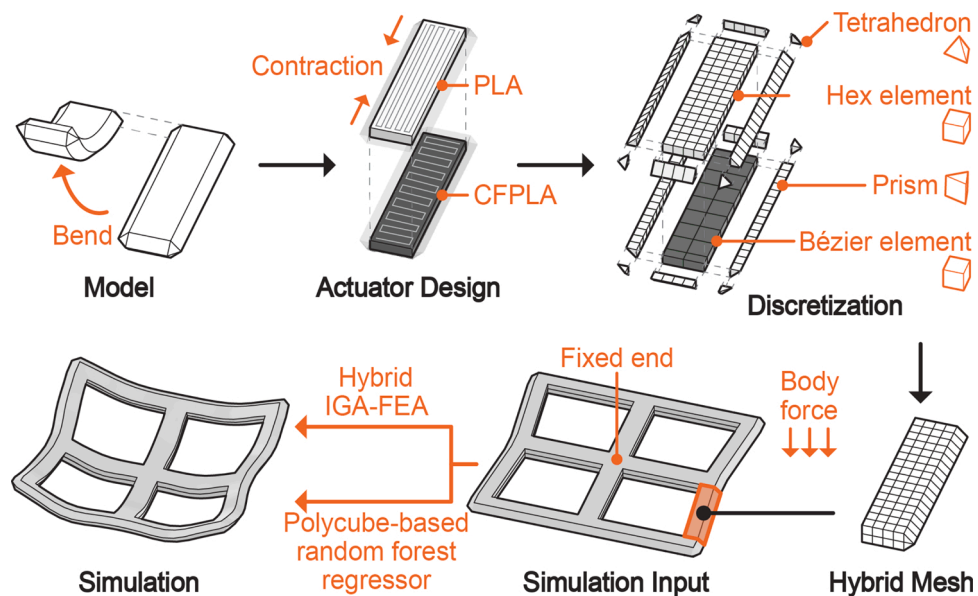 Bend
Model
Contraction
PLA
CFPLA
Actuator Design
Tetrahedron
Hex element
Prism
Bézier element
Discretization
Hybrid
IGA-FEA
Polycube-based
random forest
regressor
Simulation
Fixed end
Simulation Input
Body
force
Hybrid Mesh